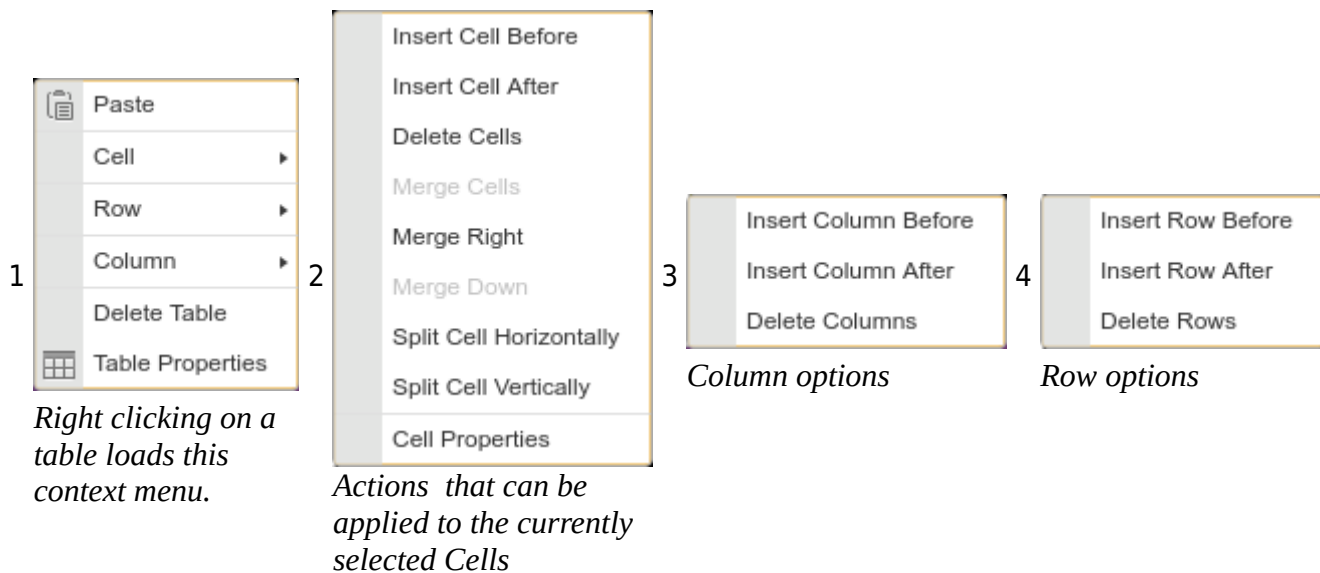 1
Paste
Cell
Row
Column
Delete Table
Table Properties
Right clicking on a
table loads this
context menu.
2
Insert Cell Before
Insert Cell After
Delete Cells
Merge Cells
Merge Right
Merge Down
Split Cell Horizontally
Split Cell Vertically
Cell Properties
Actions  that can be
applied to the currently
selected Cells
3
Insert Column Before
Insert Column After
Delete Columns
Column options
4
Insert Row Before
Insert Row After
Delete Rows
Row options